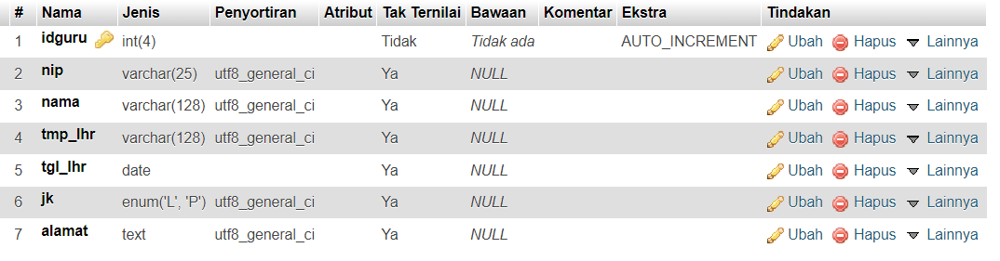 # Nama Jenis Penyortiran Atribut Tak Ternilai Bawaan Komentar Ekstra Tindakan
1 idguru int(4) Tidak Tidak ada AUTO_INCREMENT Ubah Hapus Lainnya
2 nip varchar(25) utf8_general_ci Ya NULL Ubah Hapus Lainnya
3 nama varchar(128) utf8_general_ci Ya NULL Ubah Hapus Lainnya
4 tmp_lhr varchar(128) utf8_general_ci Ya NULL Ubah Hapus Lainnya
5 tgl_lhr date Ya NULL Ubah Hapus Lainnya
6 jk enum('L', 'P') utf8_general_ci Ya NULL Ubah Hapus Lainnya
7 alamat text utf8_general_ci Ya NULL Ubah Hapus Lainnya